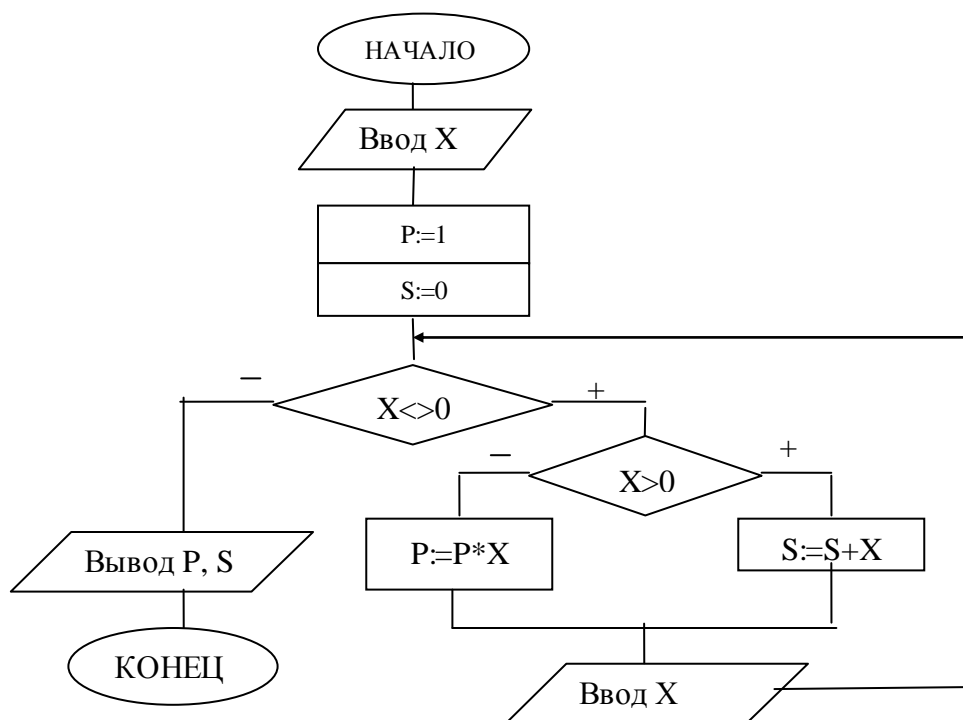 НАЧАЛО
Ввод X
P:=1
S:=0
–
+
X<>0
–
+
X>0
P:=P*X
S:=S+X
Вывод P, S
КОНЕЦ
Ввод X